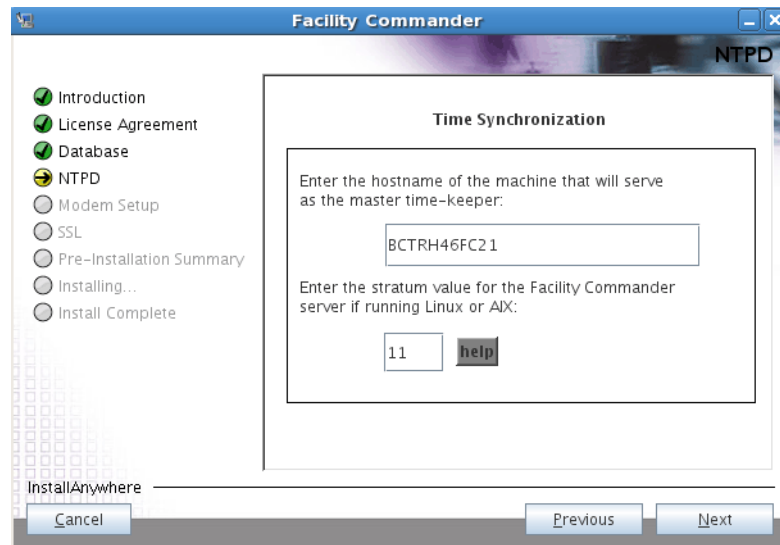 Facility Commander
NTPD
Introduction
License Agreement
Database
NTPD
Modem Setup
SSL
Pre-Installation Summary
Installing...
Install Complete
Time Synchronization
Enter the hostname of the machine that will serve
as the master time-keeper:
BCTRH46FC21
Enter the stratum value for the Facility Commander
server if running Linux or AIX:
11 help
InstallAnywhere
Cancel Previous Next